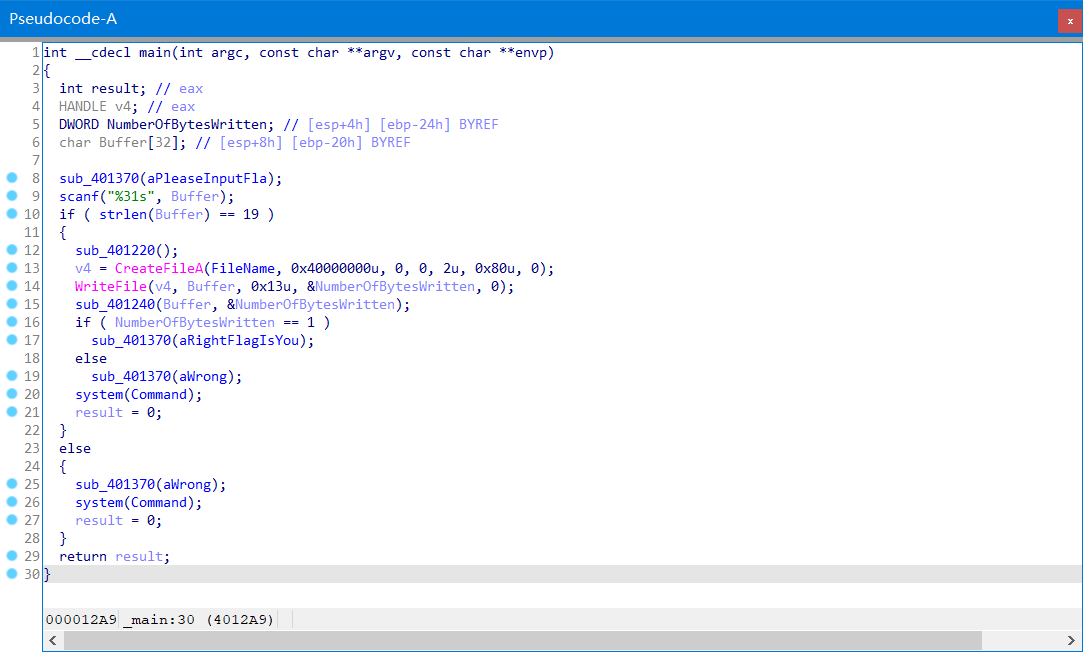 Pseudocode-A
x
1 int __cdecl main(int argc, const char **argv, const char **envp)
2 {
3   int result; // eax
4   HANDLE v4; // eax
5   DWORD NumberOfBytesWritten; // [esp+4h] [ebp-24h] BYREF
6   char Buffer[32]; // [esp+8h] [ebp-20h] BYREF
7
8   sub_401370(aPleaseInputFla);
9   scanf("%31s", Buffer);
10   if ( strlen(Buffer) == 19 )
11   {
12     sub_401220();
13     v4 = CreateFileA(FileName, 0x40000000u, 0, 0, 2u, 0x80u, 0);
14     WriteFile(v4, Buffer, 0x13u, &NumberOfBytesWritten, 0);
15     sub_401240(Buffer, &NumberOfBytesWritten);
16     if ( NumberOfBytesWritten == 1 )
17       sub_401370(aRightFlagIsYou);
18     else
19       sub_401370(aWrong);
20     system(Command);
21     result = 0;
22   }
23   else
24   {
25     sub_401370(aWrong);
26     system(Command);
27     result = 0;
28   }
29   return result;
30 }
000012A9 _main:30 (4012A9)